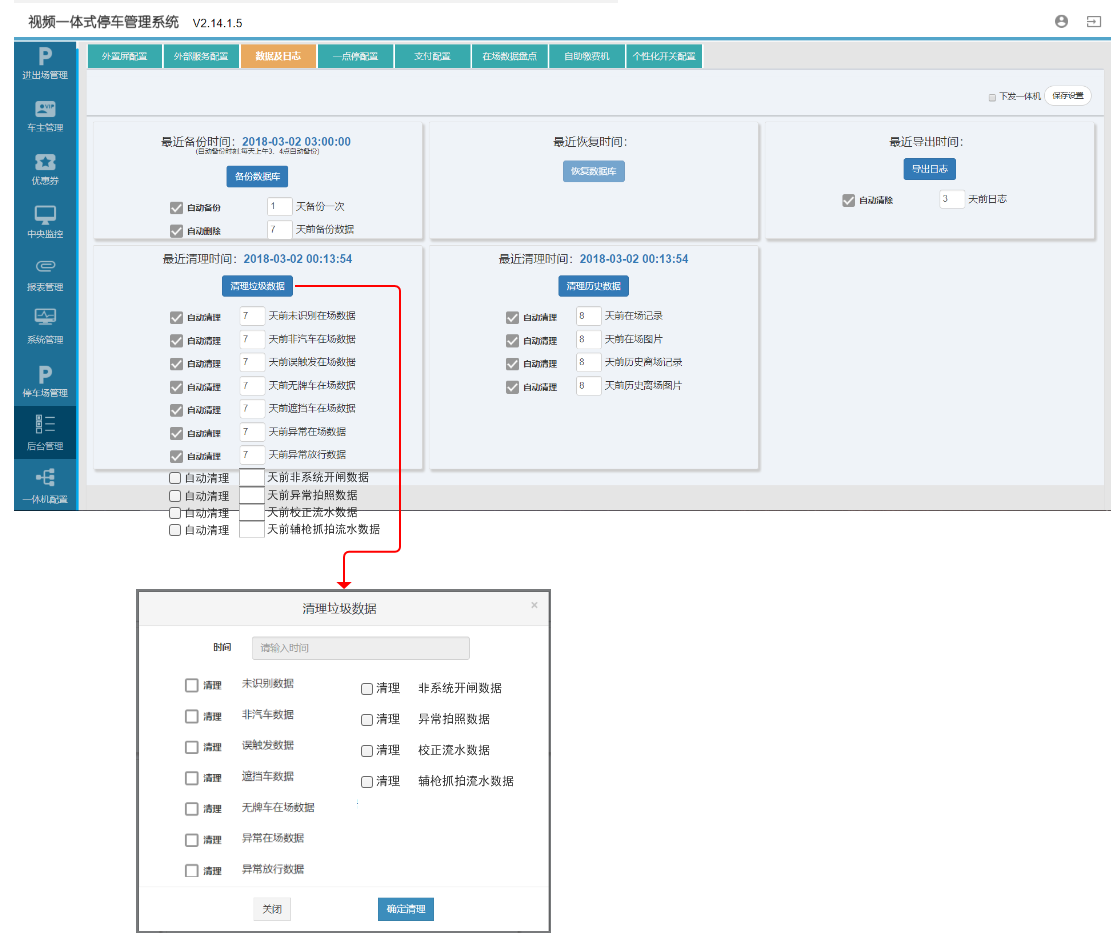 视频一体式停车管理系统 V2.14.1.5
进出场管理
车主管理
优惠券
中央监控
报表管理
系统管理
停车场管理
后台管理
一体机配置
外置屏配置 外部服务配置 数据及日志 一点停配置 支付配置 在场数据盘点 自助缴费机 个性化开关配置
下发一体机 保存设置
最近备份时间：2018-03-02 03:00:00
(自动备份时刻,每天上午3、4点自动备份)
备份数据库
自动备份 1 天备份一次
自动删除 7 天前备份数据
最近恢复时间：
恢复数据库
最近导出时间：
导出日志
自动清除 3 天前日志
最近清理时间：2018-03-02 00:13:54
清理垃圾数据
自动清理 7 天前未识别在场数据
自动清理 7 天前非汽车在场数据
自动清理 7 天前误触发在场数据
自动清理 7 天前无牌车在场数据
自动清理 7 天前遮挡车在场数据
自动清理 7 天前异常在场数据
自动清理 7 天前异常放行数据
自动清理 天前非系统开闸数据
自动清理 天前异常拍照数据
自动清理 天前校正流水数据
自动清理 天前辅枪抓拍流水数据
最近清理时间：2018-03-02 00:13:54
清理历史数据
自动清理 8 天前在场记录
自动清理 8 天前在场图片
自动清理 8 天前历史离场记录
自动清理 8 天前历史离场图片
清理垃圾数据 ×
时间 请输入时间
清理 未识别数据
清理 非汽车数据
清理 误触发数据
清理 遮挡车数据
清理 无牌车在场数据
清理 异常在场数据
清理 异常放行数据
清理 非系统开闸数据
清理 异常拍照数据
清理 校正流水数据
清理 辅枪抓拍流水数据
关闭 确定清理